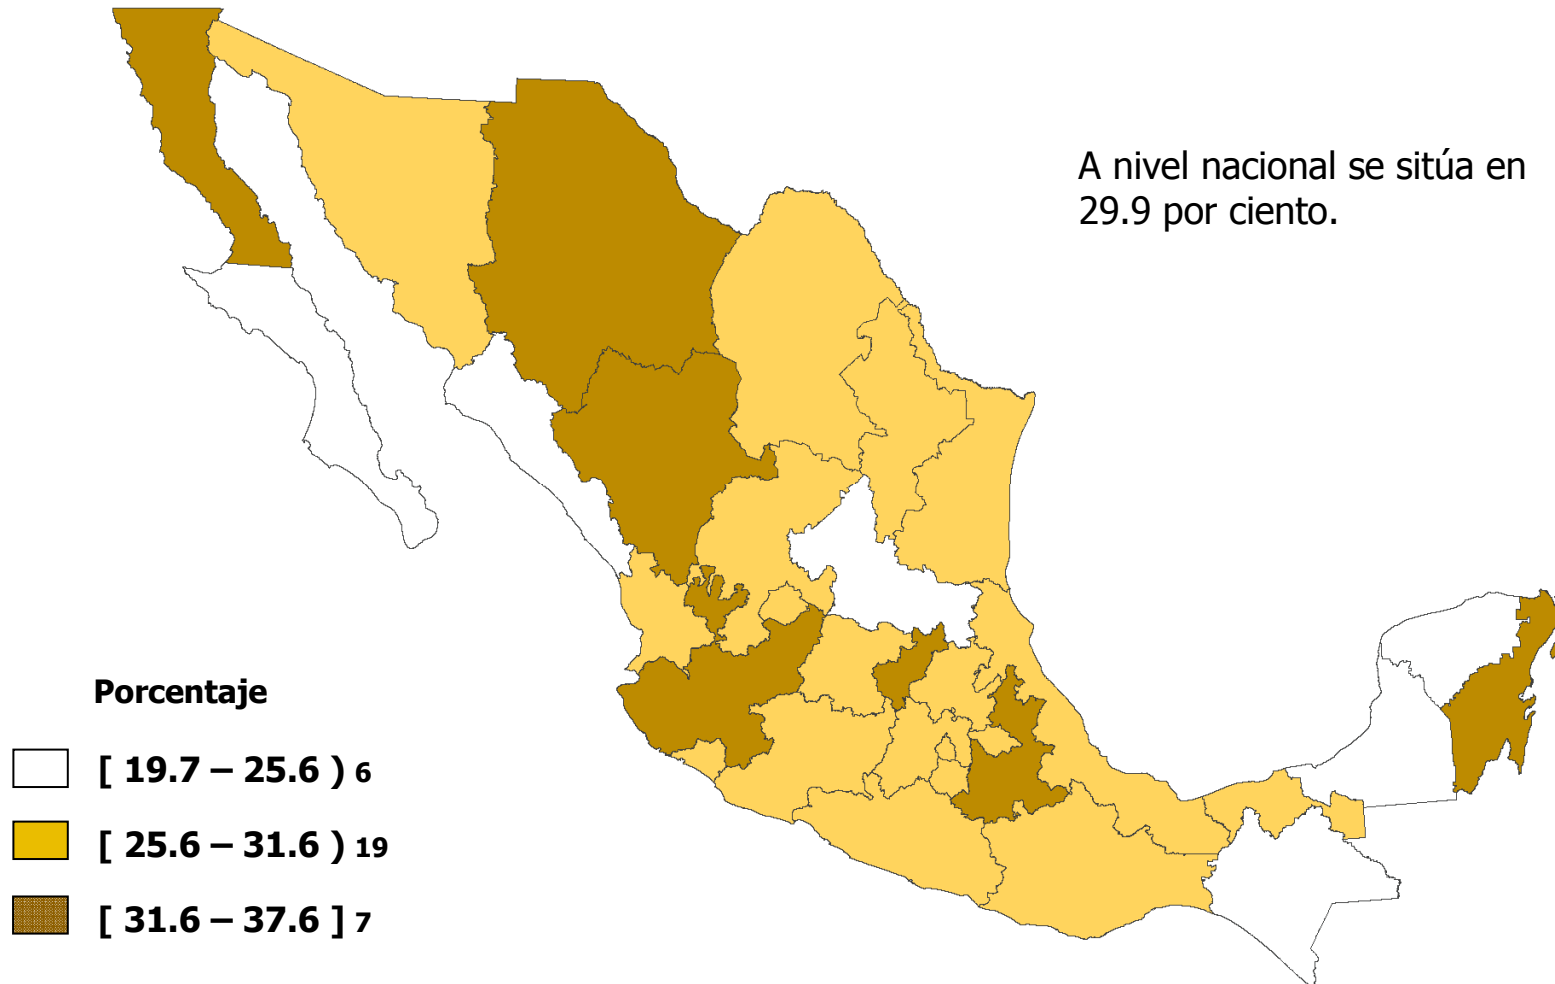 A nivel nacional se sitúa en
29.9 por ciento.
Porcentaje
[ 19.7 – 25.6 ) 6
[ 25.6 – 31.6 ) 19
[ 31.6 – 37.6 ] 7